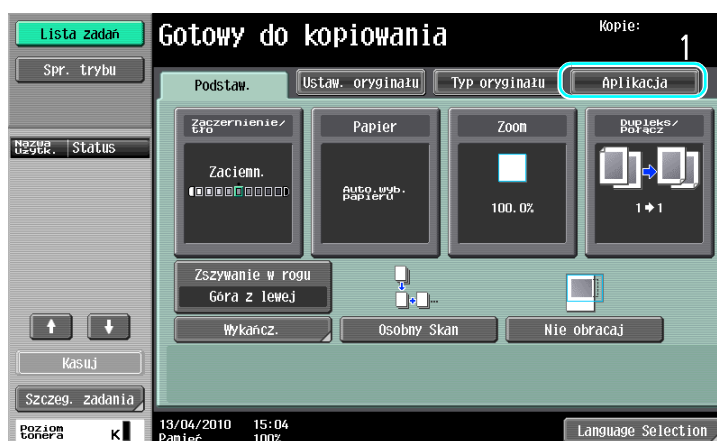 Lista zadań
Spr. trybu
Nazwa użytk.
Status
Kasuj
Szczeg. zadania
Poziom tonera
K
Gotowy do kopiowania
Kopie:
1
Podstaw.
Ustaw. oryginału
Typ oryginału
Aplikacja
Zaczernienie/
tło
Papier
Zoom
Dupleks/
Połącz
Zaciemn.
Auto.wyb.
papieru
100.0%
1 → 1
Zszywanie w rogu
Góra z lewej
Wykańcz.
Osobny Skan
Nie obracaj
13/04/2010 15:04
Pamięć 100%
Language Selection